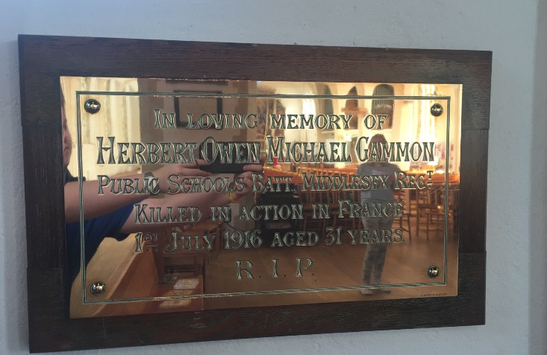 IN LOVING MEMORY OF
HERBERT OWEN MICHAEL GAMMON
PUBLIC SCHOOLS BATT. MIDDLESEX REGT
KILLED IN ACTION IN FRANCE
1ST JULY 1916 AGED 31 YEARS.
R.I.P.